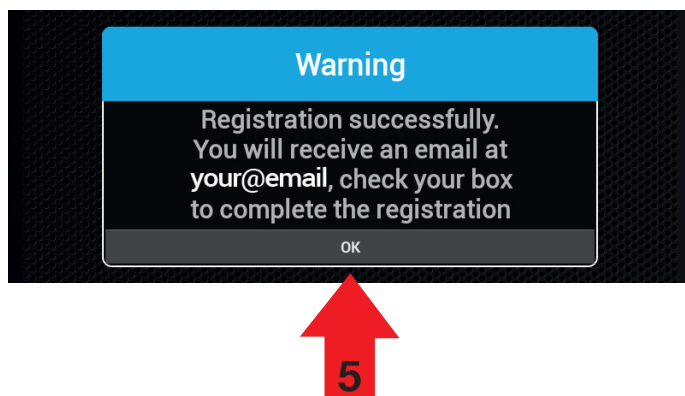 Warning
Registration successfully.
You will receive an email at
your@email, check your box
to complete the registration
OK
5